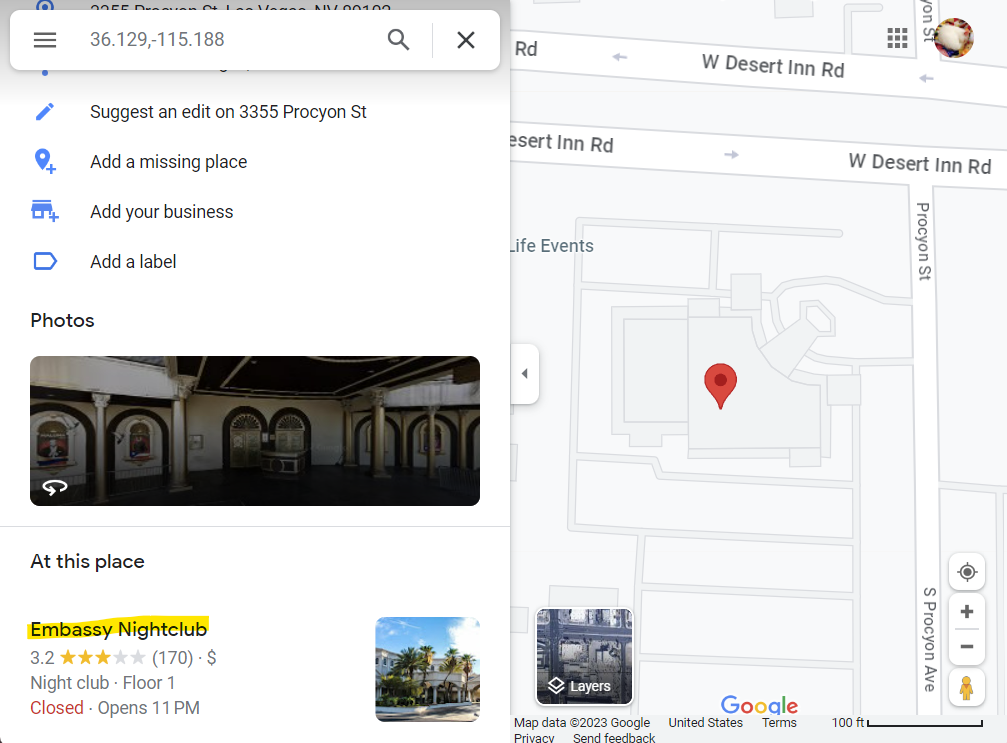 3355 Procyon St, Las Vegas, NV 89102
36.129,-115.188
Suggest an edit on 3355 Procyon St
Add a missing place
Add your business
Add a label
Photos
At this place
Embassy Nightclub
3.2 (170) · $
Night club · Floor 1
Closed · Opens 11 PM
Rd
W Desert Inn Rd
yon St
esert Inn Rd
W Desert Inn Rd
Procyon St
Life Events
S Procyon Ave
Layers
Google
Map data ©2023 Google United States Terms 100 ft
Privacy Send feedback